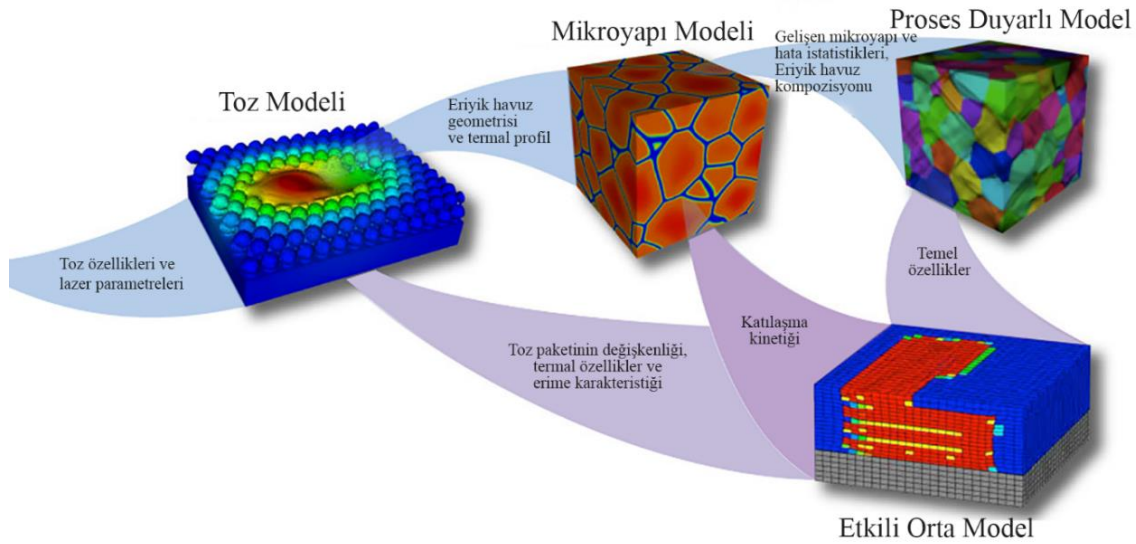 Toz Modeli
Mikroyapı Modeli
Proses Duyarlı Model
Toz özellikleri ve
lazer parametreleri
Eriyik havuz
geometrisi
ve termal profil
Gelişen mikroyapı ve
hata istatistikleri,
Eriyik havuz
kompozisyonu
Toz paketinin değişkenliği,
termal özellikler ve
erime karakteristiği
Katılaşma
kinetiği
Temel
özellikler
Etkili Orta Model